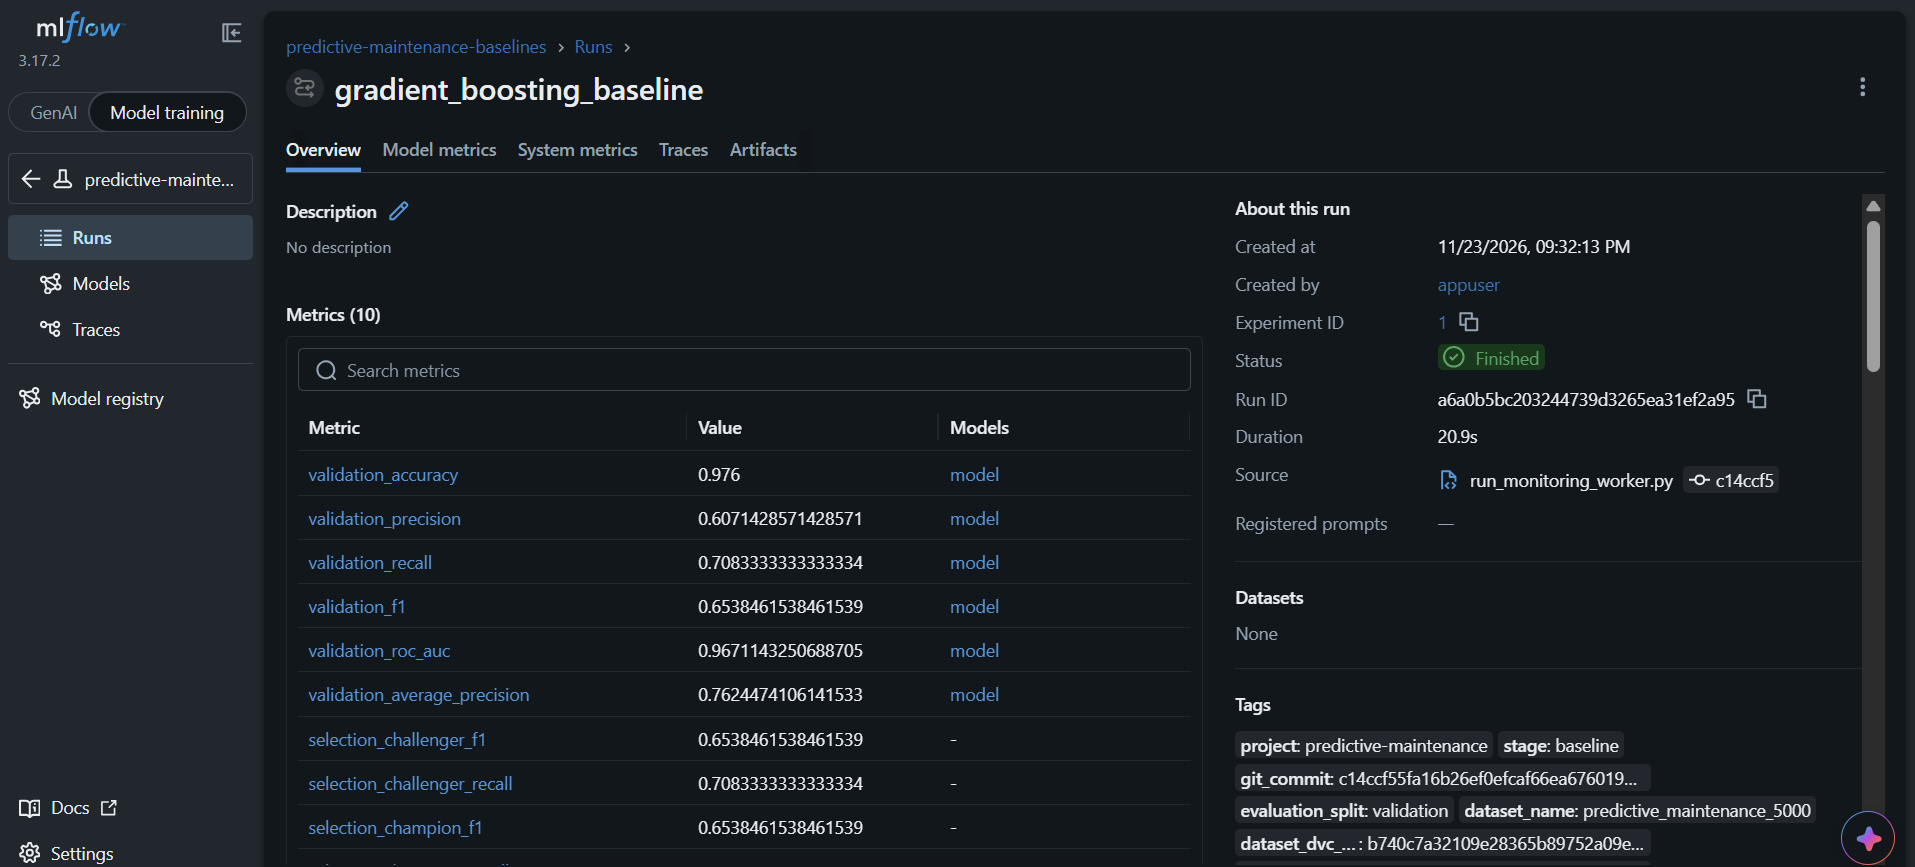 mlflow
3.17.2
GenAI
Model training
predictive-mainte...
Runs
Models
Traces
Model registry
Docs
Settings
predictive-maintenance-baselines › Runs ›
gradient_boosting_baseline
Overview Model metrics System metrics Traces Artifacts
Description
No description
Metrics (10)
Search metrics
Metric Value Models
validation_accuracy 0.976 model
validation_precision 0.6071428571428571 model
validation_recall 0.7083333333333334 model
validation_f1 0.6538461538461539 model
validation_roc_auc 0.9671143250688705 model
validation_average_precision 0.7624474106141533 model
selection_challenger_f1 0.6538461538461539 -
selection_challenger_recall 0.7083333333333334 -
selection_champion_f1 0.6538461538461539 -
About this run
Created at 11/23/2026, 09:32:13 PM
Created by appuser
Experiment ID 1
Status Finished
Run ID a6a0b5bc203244739d3265ea31ef2a95
Duration 20.9s
Source run_monitoring_worker.py c14ccf5
Registered prompts —
Datasets
None
Tags
project: predictive-maintenance stage: baseline
git_commit: c14ccf55fa16b26ef0efcaf66ea676019...
evaluation_split: validation dataset_name: predictive_maintenance_5000
dataset_dvc_...: b740c7a32109e28365b89752a09e...